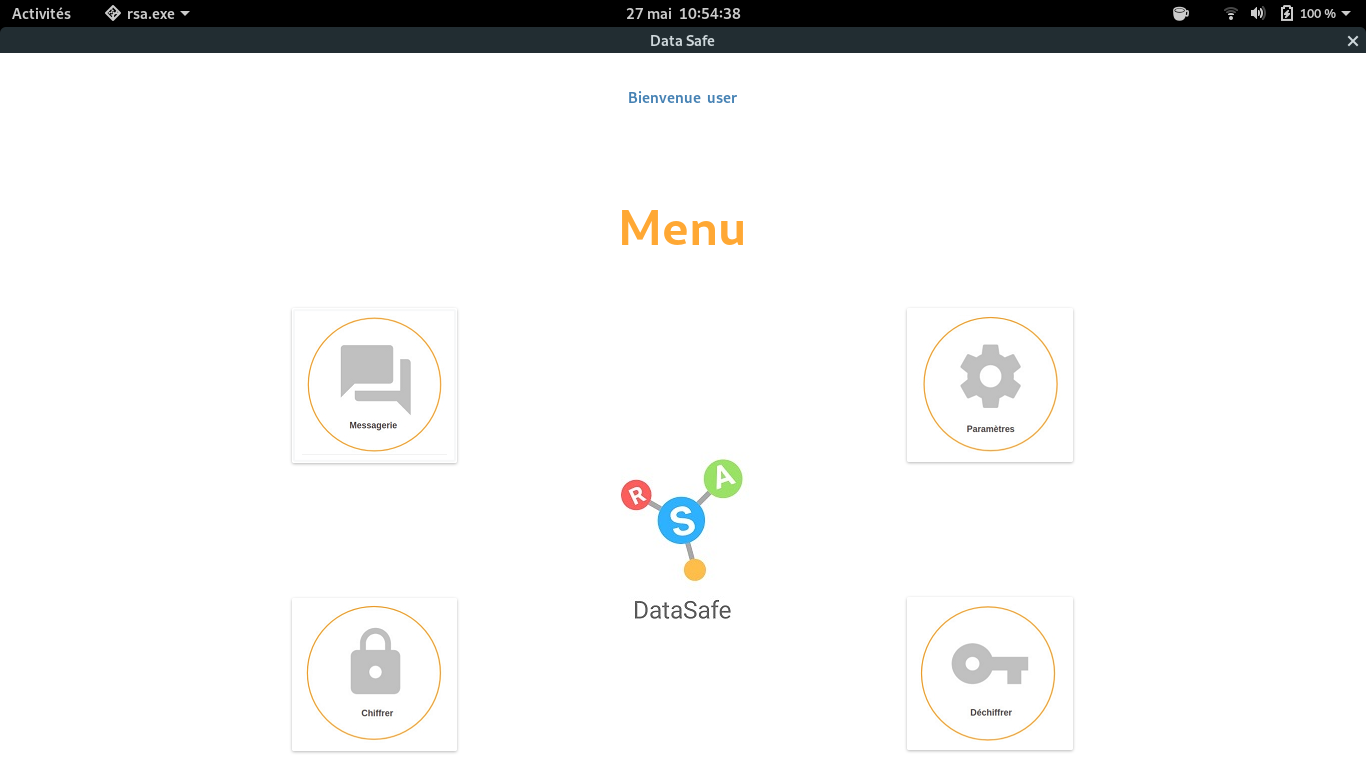 Activités rsa.exe 27 mai 10:54:38 100 %
Data Safe
Bienvenue user
Menu
Messagerie
Paramètres
R S A
DataSafe
Chiffrer
Déchiffrer